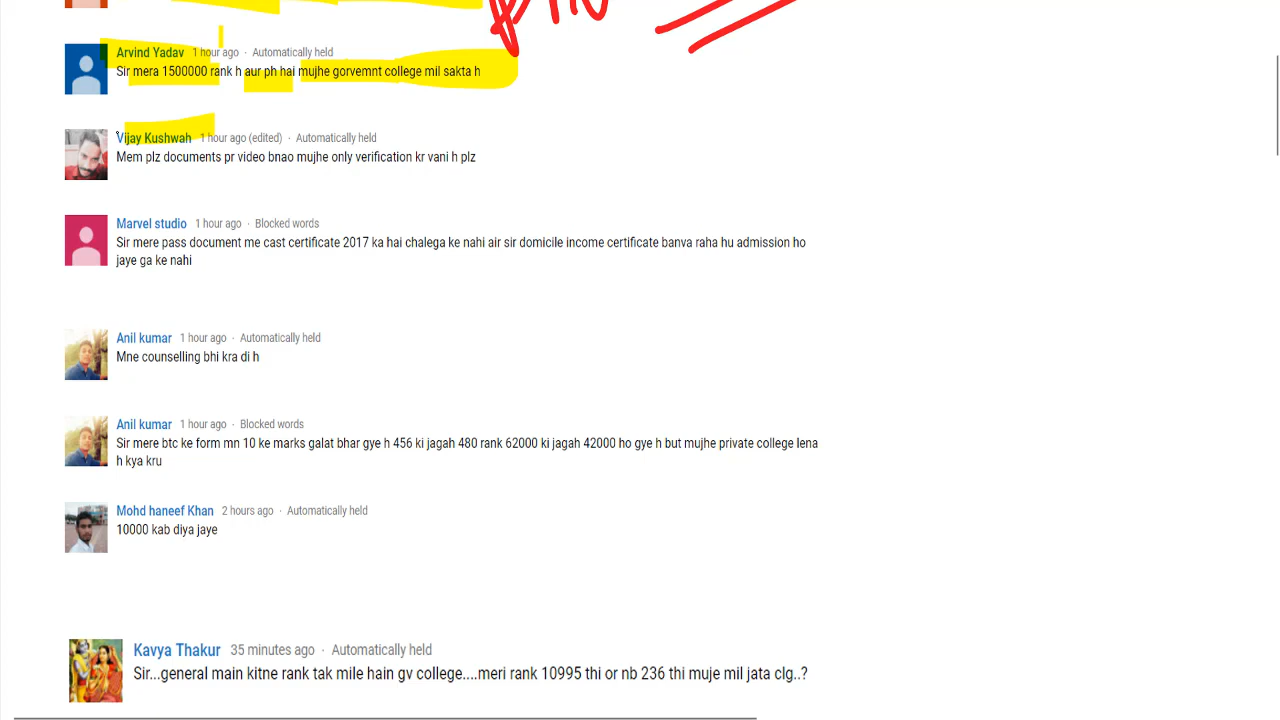 Arvind Yadav 1 hour ago · Automatically held
Sir mera 1500000 rank h aur ph hai mujhe gorvemnt college mil sakta h
Vijay Kushwah 1 hour ago (edited) · Automatically held
Mem plz documents pr video bnao mujhe only verification kr vani h plz
Marvel studio 1 hour ago · Blocked words
Sir mere pass document me cast certificate 2017 ka hai chalega ke nahi air sir domicile income certificate banva raha hu admission ho
jaye ga ke nahi
Anil kumar 1 hour ago · Automatically held
Mne counselling bhi kra di h
Anil kumar 1 hour ago · Blocked words
Sir mere btc ke form mn 10 ke marks galat bhar gye h 456 ki jagah 480 rank 62000 ki jagah 42000 ho gye h but mujhe private college lena
h kya kru
Mohd haneef Khan 2 hours ago · Automatically held
10000 kab diya jaye
Kavya Thakur 35 minutes ago · Automatically held
Sir...general main kitne rank tak mile hain gv college....meri rank 10995 thi or nb 236 thi muje mil jata clg..?